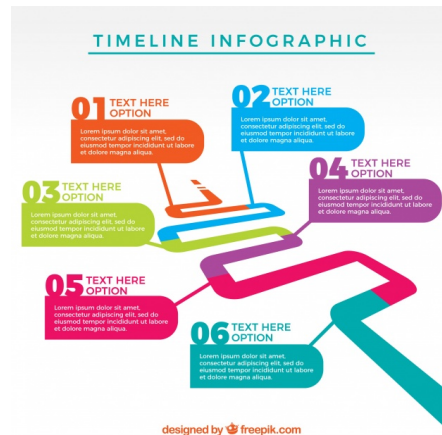 TIMELINE INFOGRAPHIC
01 TEXT HERE
OPTION
Lorem ipsum dolor sit amet,
consectetur adipiscing elit, sed do
eiusmod tempor incididunt ut labore
et dolore magna aliqua.
02 TEXT HERE
OPTION
Lorem ipsum dolor sit amet,
consectetur adipiscing elit, sed do
eiusmod tempor incididunt ut labore
et dolore magna aliqua.
03 TEXT HERE
OPTION
Lorem ipsum dolor sit amet,
consectetur adipiscing elit, sed do
eiusmod tempor incididunt ut labore
et dolore magna aliqua.
04 TEXT HERE
OPTION
Lorem ipsum dolor sit amet,
consectetur adipiscing elit, sed do
eiusmod tempor incididunt ut labore
et dolore magna aliqua.
05 TEXT HERE
OPTION
Lorem ipsum dolor sit amet,
consectetur adipiscing elit, sed do
eiusmod tempor incididunt ut labore
et dolore magna aliqua.
06 TEXT HERE
OPTION
Lorem ipsum dolor sit amet,
consectetur adipiscing elit, sed do
eiusmod tempor incididunt ut labore
et dolore magna aliqua.
designed by freepik.com